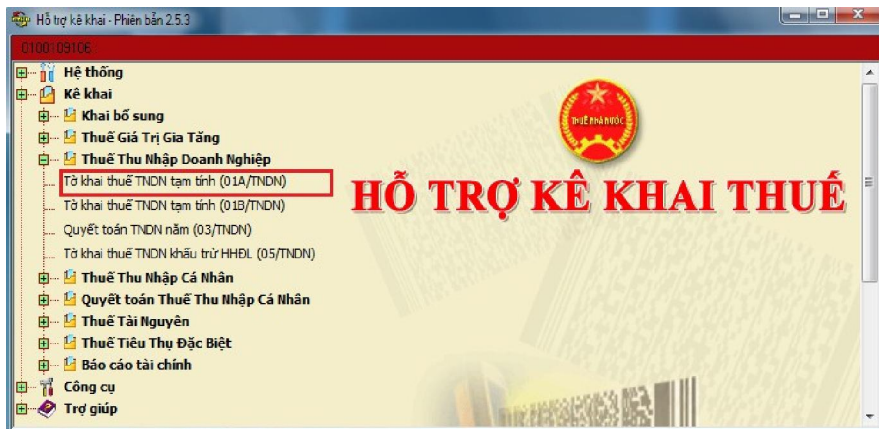 Hỗ trợ kê khai - Phiên bản 2.5.3
0100109106
Hệ thống
Kê khai
Khai bổ sung
Thuế Giá Trị Gia Tăng
Thuế Thu Nhập Doanh Nghiệp
Tờ khai thuế TNDN tạm tính (01A/TNDN)
Tờ khai thuế TNDN tạm tính (01B/TNDN)
Quyết toán TNDN năm (03/TNDN)
Tờ khai thuế TNDN khấu trừ HHĐL (05/TNDN)
Thuế Thu Nhập Cá Nhân
Quyết toán Thuế Thu Nhập Cá Nhân
Thuế Tài Nguyên
Thuế Tiêu Thụ Đặc Biệt
Báo cáo tài chính
Công cụ
Trợ giúp
THUẾ NHÀ NƯỚC
HỖ TRỢ KÊ KHAI THUẾ